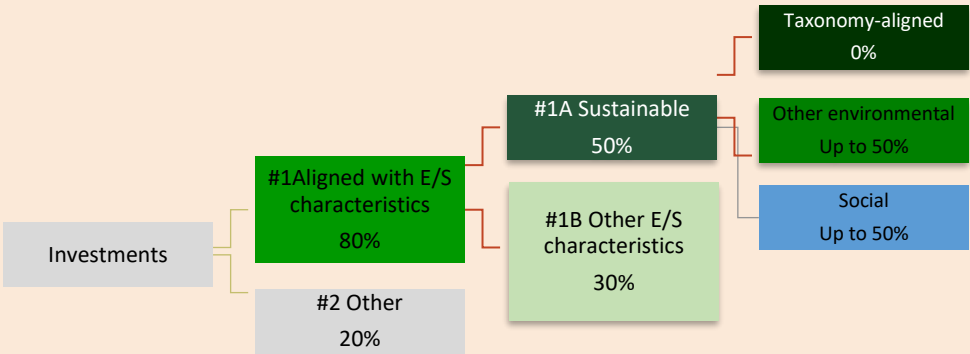 Investments
#1Aligned with E/S
characteristics
80%
#2 Other
20%
#1A Sustainable
50%
#1B Other E/S
characteristics
30%
Taxonomy-aligned
0%
Other environmental
Up to 50%
Social
Up to 50%